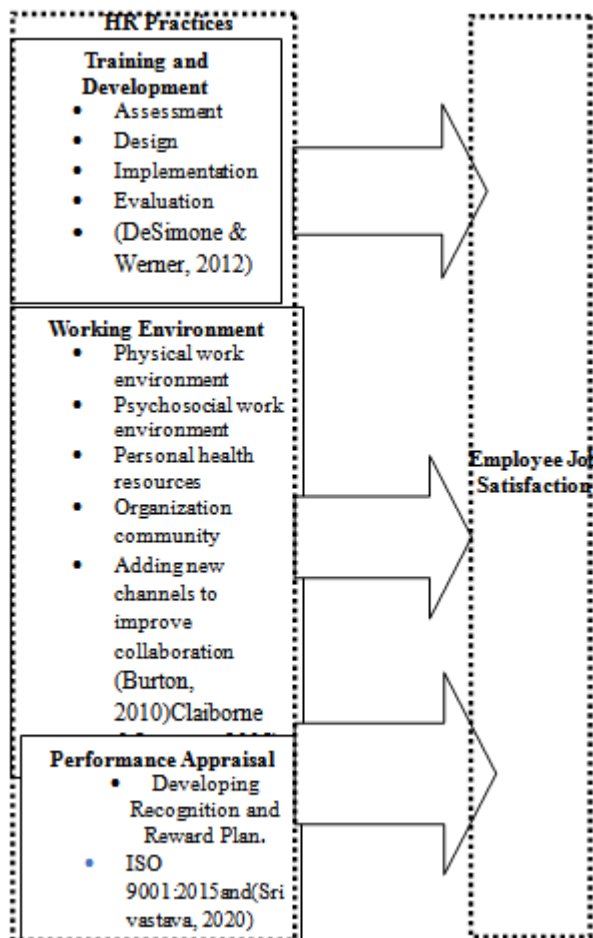 HR Practices
Training and
Development
• Assessment
• Design
• Implementation
• Evaluation
• (DeSimone &
Werner, 2012)
Working Environment
• Physical work
environment
• Psychosocial work
environment
• Personal health
resources
• Organization
community
• Adding new
channels to
improve
collaboration
(Burton,
2010)Claiborne
Performance Appraisal
• Developing
Recognition and
Reward Plan.
• ISO
9001:2015and(Sri
vastava, 2020)
Employee Job
Satisfaction